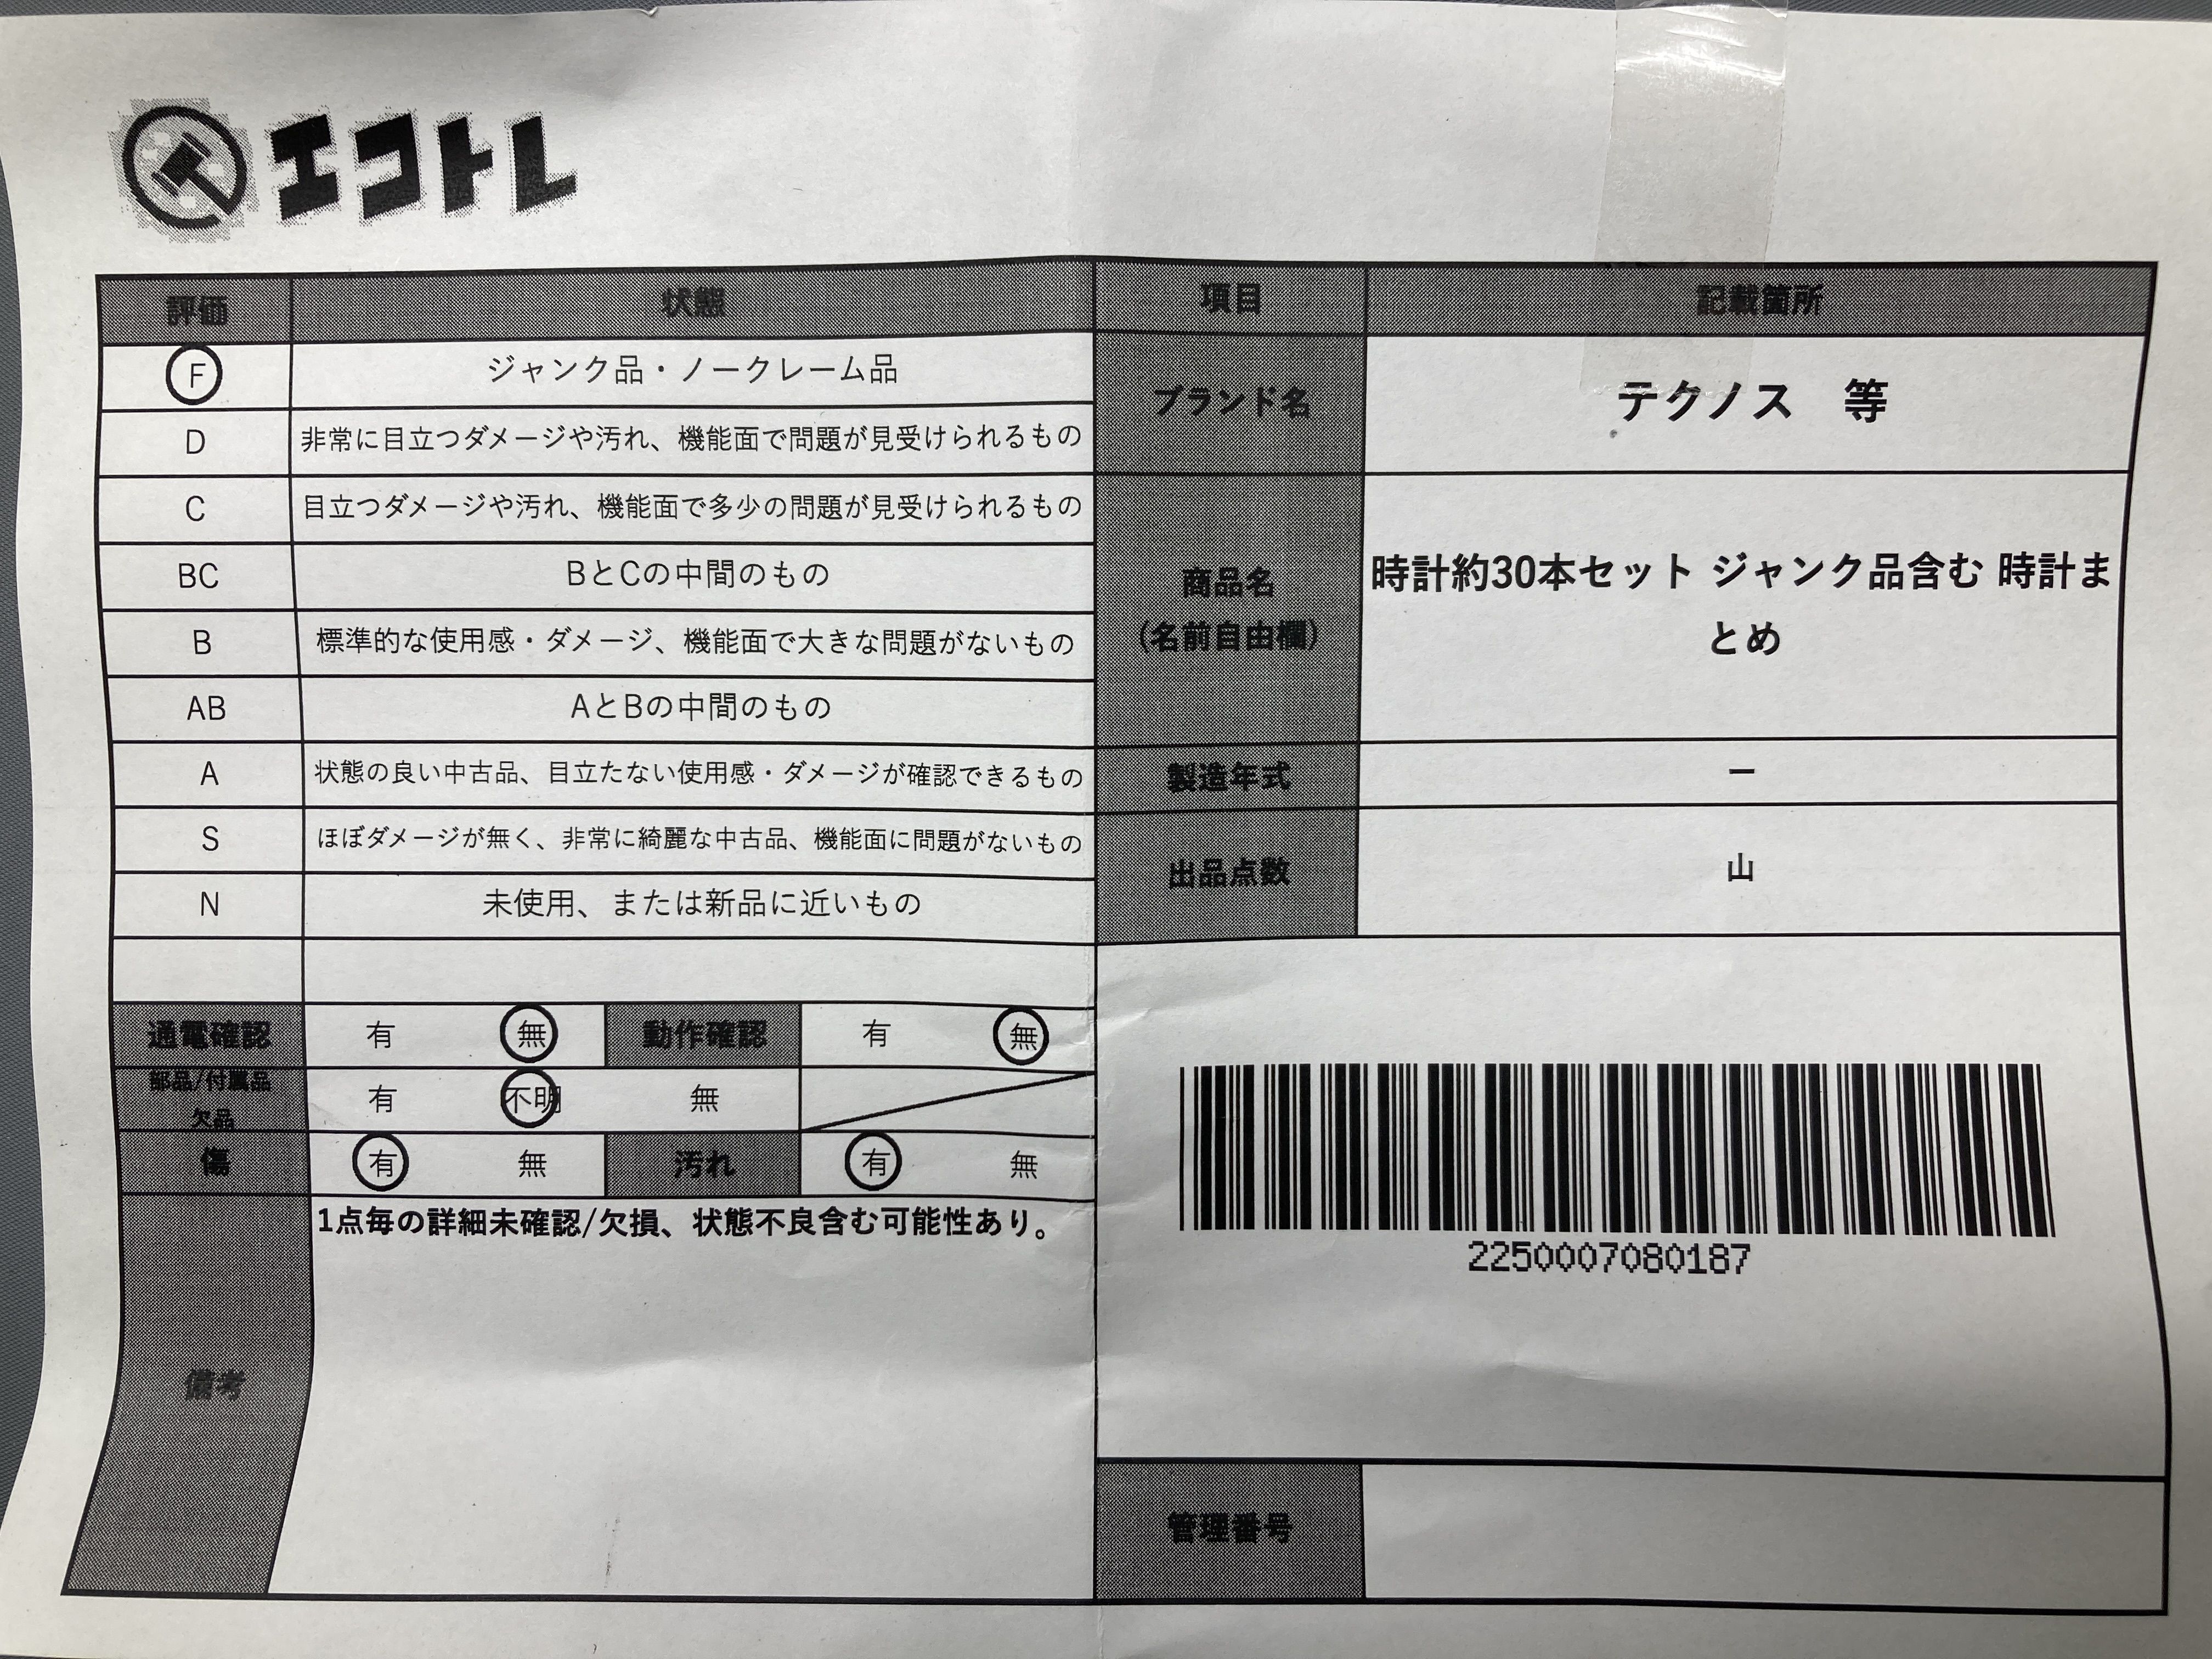 エコトレ
評価 状態
F ジャンク品・ノークレーム品
D 非常に目立つダメージや汚れ、機能面で問題が見受けられるもの
C 目立つダメージや汚れ、機能面で多少の問題が見受けられるもの
BC BとCの中間のもの
B 標準的な使用感・ダメージ、機能面で大きな問題がないもの
AB AとBの中間のもの
A 状態の良い中古品、目立たない使用感・ダメージが確認できるもの
S ほぼダメージが無く、非常に綺麗な中古品、機能面に問題がないもの
N 未使用、または新品に近いもの
通電確認 有 無 動作確認 有 無
部品/付属品
欠品 有 不明 無
傷 有 無 汚れ 有 無
備考 1点毎の詳細未確認/欠損、状態不良含む可能性あり。
項目 記載箇所
ブランド名 テクノス 等
商品名
(名前自由欄)
時計約30本セット ジャンク品含む 時計ま
とめ
製造年式 ー
出品点数 山
2250007080187
管理番号